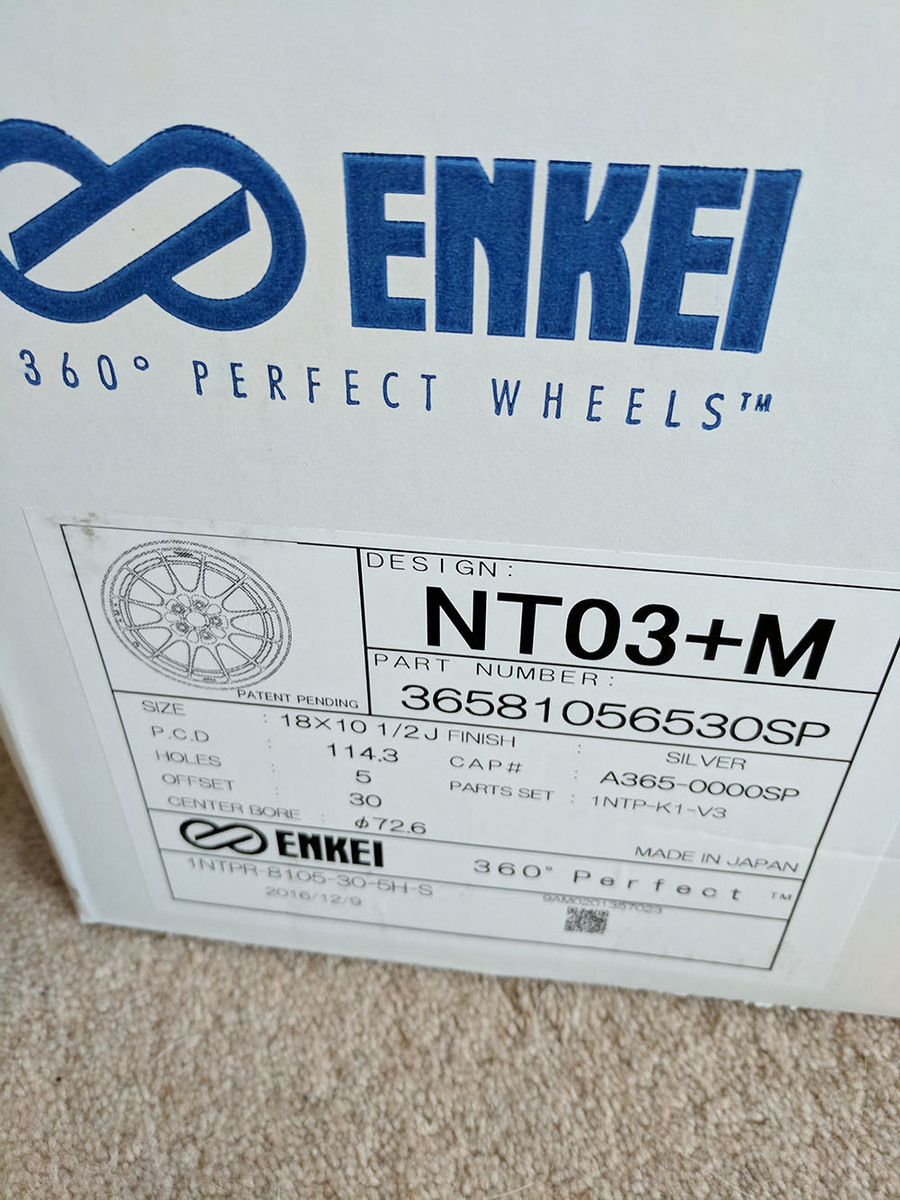 ENKEI
360° PERFECT WHEELS™
DESIGN:
NT03+M
PATENT PENDING
PART NUMBER:
36581056530SP
SIZE : 18×10 1/2J
P.C.D : 114.3
HOLES : 5
OFFSET : 30
CENTER BORE : φ72.6
FINISH : SILVER
CAP# : A365-0000SP
PARTS SET : 1NTP-K1-V3
MADE IN JAPAN
ENKEI
360° Perfect ™
1NTPR-8105-30-5H-S
2016/12/9
9AM0201357023